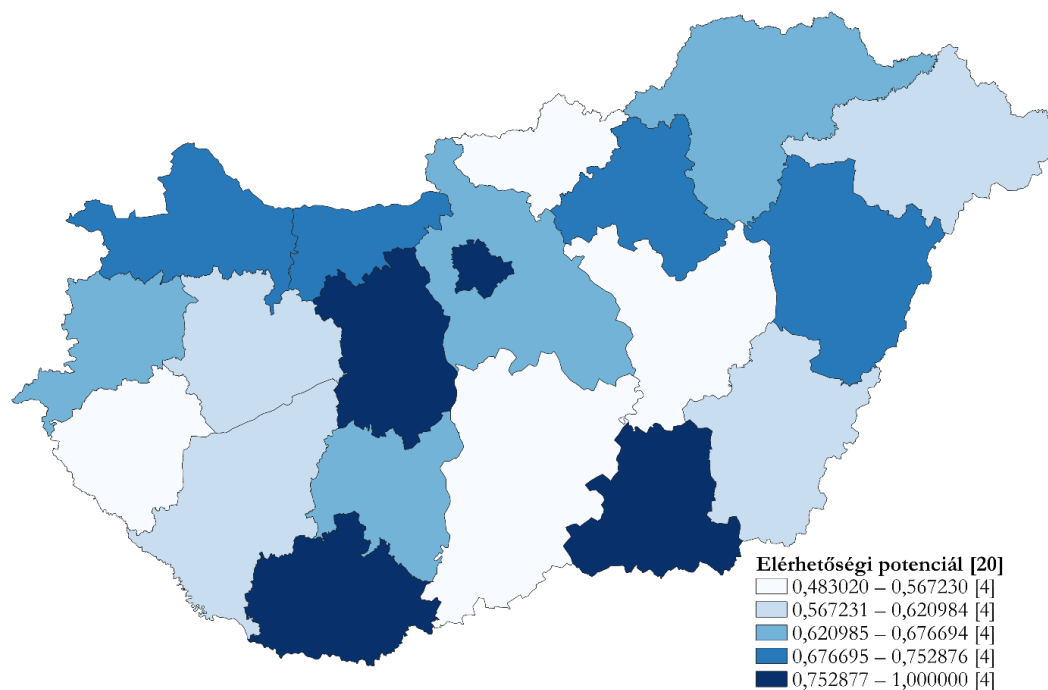 Elérhetőségi potenciál [20]
0,483020 – 0,567230 [4]
0,567231 – 0,620984 [4]
0,620985 – 0,676694 [4]
0,676695 – 0,752876 [4]
0,752877 – 1,000000 [4]